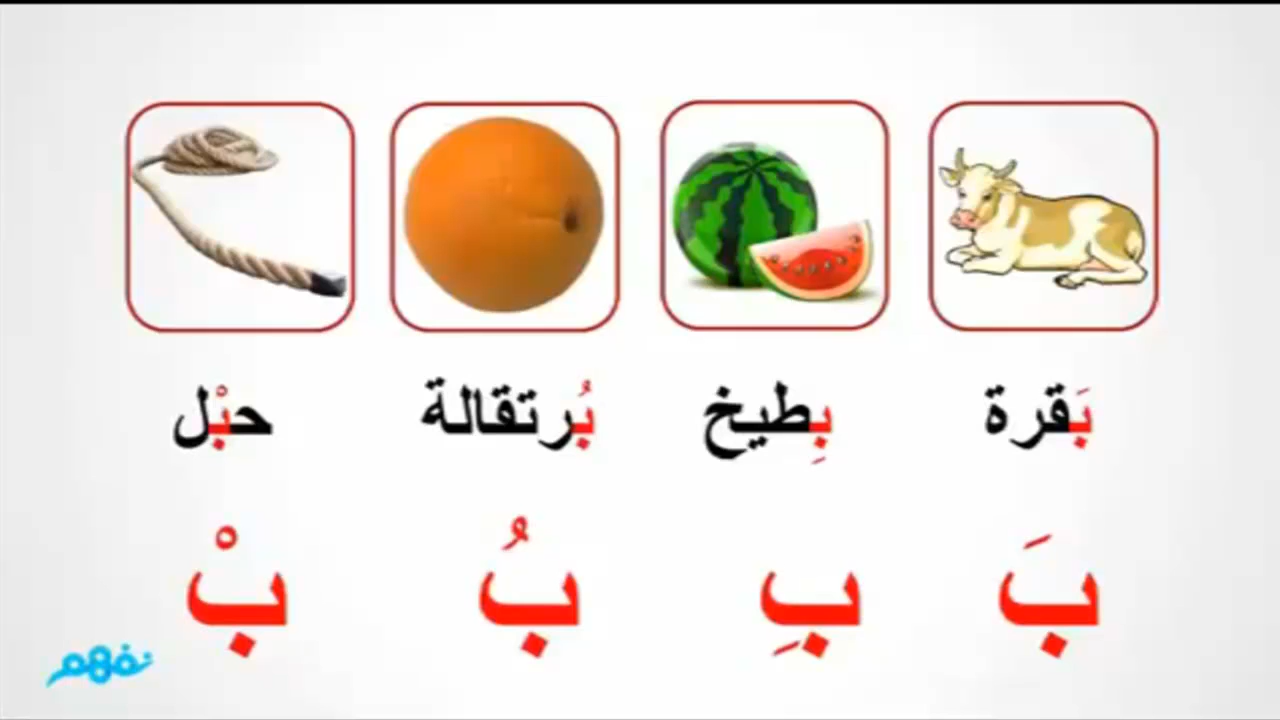 بَقرة بِطيخ بُرتقالة حبْل
بَ بِ بُ بْ
نفهم